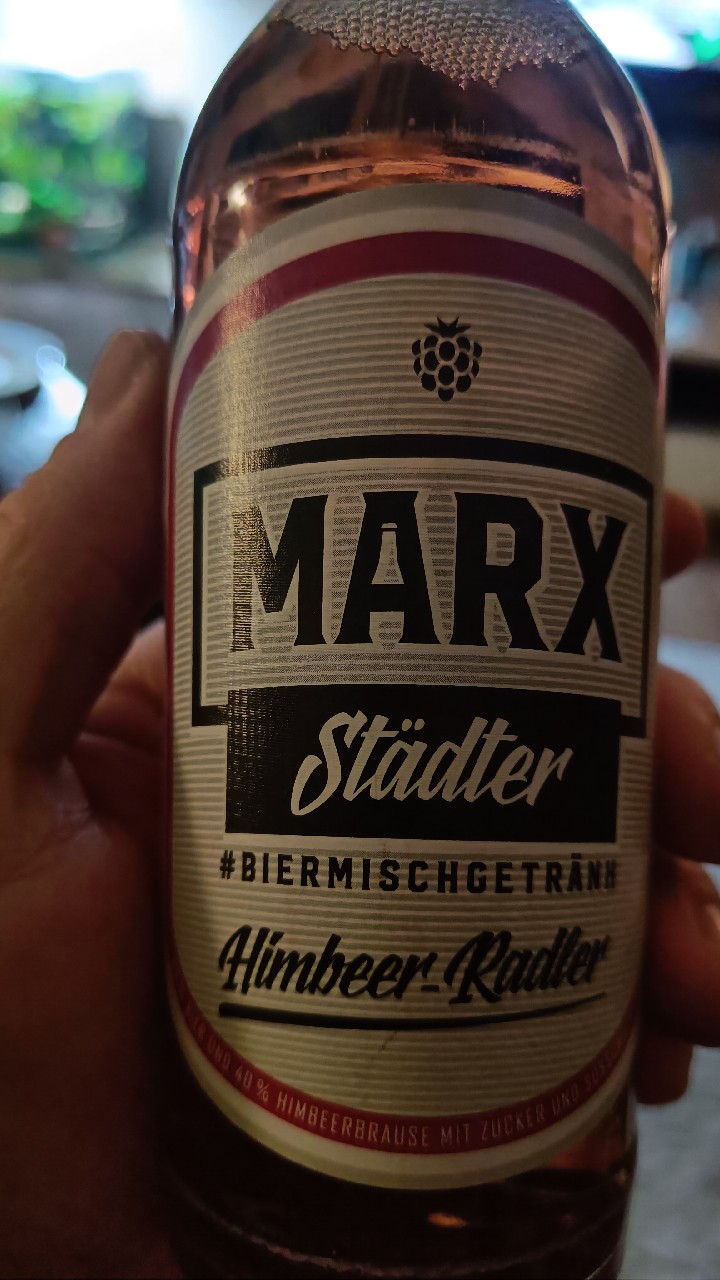 MARX
Städter
#BIERMISCHGETRÄNK
Himbeer-Radler
UND 40 % HIMBEERBRAUSE MIT ZUCKER UND